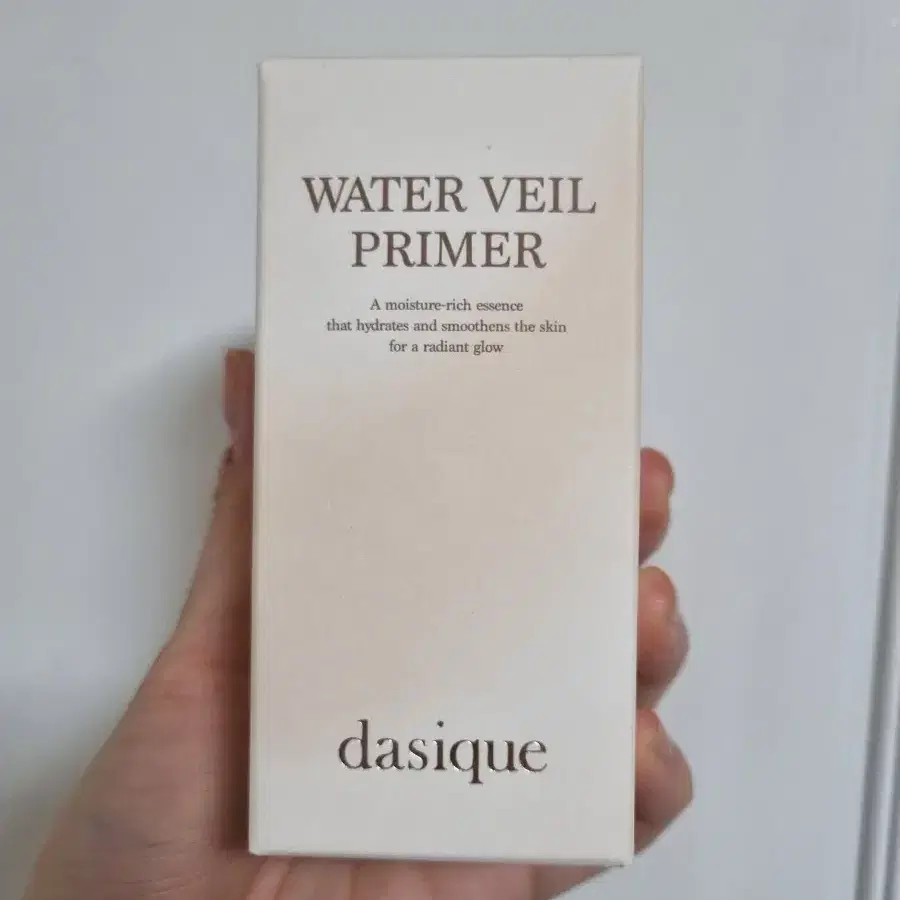 WATER VEIL
PRIMER
A moisture-rich essence
that hydrates and smoothens the skin
for a radiant glow
dasique